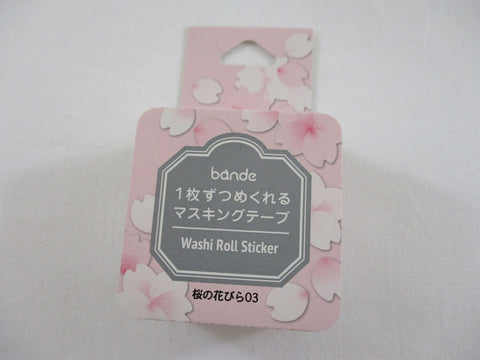 bande
1枚ずつめくれる
マスキングテープ
Washi Roll Sticker
桜の花びら03